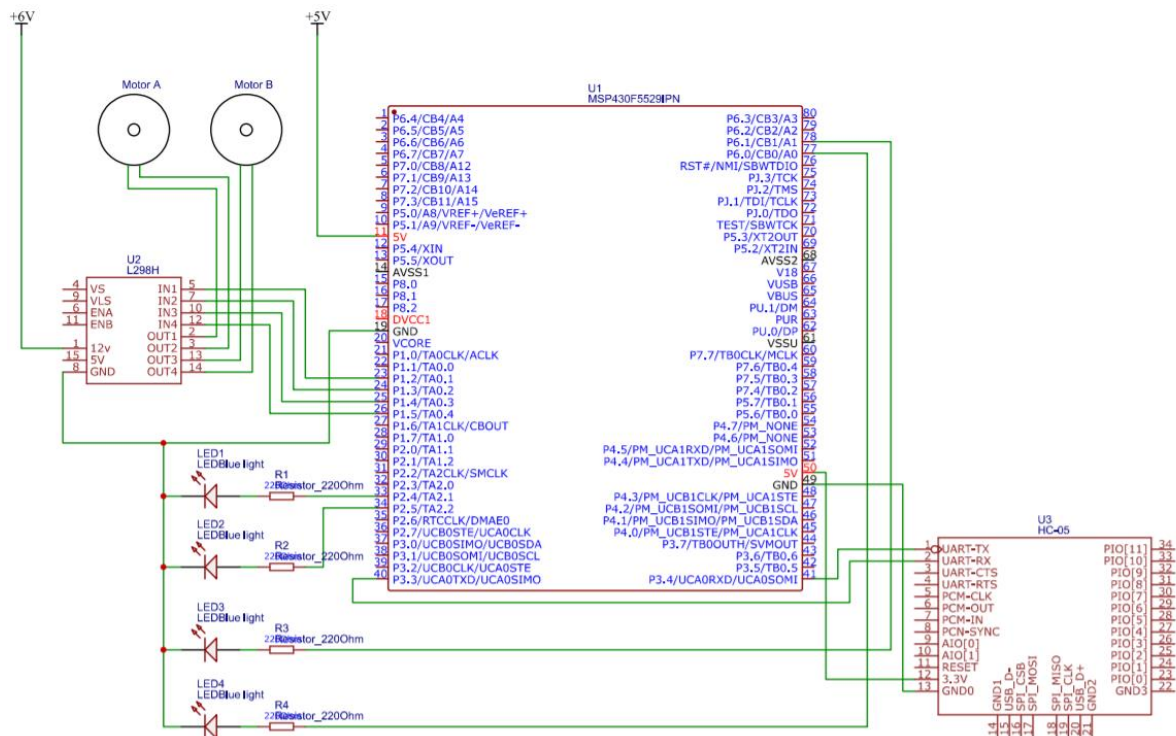 +6V
+5V
Motor A
Motor B
U1
MSP430F5529IPN
1 P6.4/CB4/A4
2 P6.5/CB5/A5
3 P6.6/CB6/A6
4 P6.7/CB7/A7
5 P7.0/CB8/A12
6 P7.1/CB9/A13
7 P7.2/CB10/A14
8 P7.3/CB11/A15
9 P5.0/A8/VREF+/VeREF+
10 P5.1/A9/VREF-/VeREF-
11 5V
12 P5.4/XIN
13 P5.5/XOUT
14 AVSS1
15 P8.0
16 P8.1
17 P8.2
18 DVCC1
19 GND
20 VCORE
21 P1.0/TA0CLK/ACLK
22 P1.1/TA0.0
23 P1.2/TA0.1
24 P1.3/TA0.2
25 P1.4/TA0.3
26 P1.5/TA0.4
27 P1.6/TA1CLK/CBOUT
28 P1.7/TA1.0
29 P2.0/TA1.1
30 P2.1/TA1.2
31 P2.2/TA2CLK/SMCLK
32 P2.3/TA2.0
33 P2.4/TA2.1
34 P2.5/TA2.2
35 P2.6/RTCCLK/DMAE0
36 P2.7/UCB0STE/UCA0CLK
37 P3.0/UCB0SIMO/UCB0SDA
38 P3.1/UCB0SOMI/UCB0SCL
39 P3.2/UCB0CLK/UCA0STE
40 P3.3/UCA0TXD/UCA0SIMO
P6.3/CB3/A3 80
P6.2/CB2/A2 79
P6.1/CB1/A1 78
P6.0/CB0/A0 77
RST#/NMI/SBWTDIO 76
PJ.3/TCK 75
PJ.2/TMS 74
PJ.1/TDI/TCLK 73
PJ.0/TDO 72
TEST/SBWTCK 71
P5.3/XT2OUT 70
P5.2/XT2IN 69
AVSS2 68
V18 67
VUSB 66
VBUS 65
PU.1/DM 64
PUR 63
PU.0/DP 62
VSSU 61
P7.7/TB0CLK/MCLK 60
P7.6/TB0.4 59
P7.5/TB0.3 58
P7.4/TB0.2 57
P5.7/TB0.1 56
P5.6/TB0.0 55
P4.7/PM_NONE 54
P4.6/PM_NONE 53
P4.5/PM_UCA1RXD/PM_UCA1SOMI 52
P4.4/PM_UCA1TXD/PM_UCA1SIMO 51
5V 50
GND 49
P4.3/PM_UCB1CLK/PM_UCA1STE 48
P4.2/PM_UCB1SOMI/PM_UCB1SCL 47
P4.1/PM_UCB1SIMO/PM_UCB1SDA 46
P4.0/PM_UCB1STE/PM_UCA1CLK 45
P3.7/TB0OUTH/SVMOUT 44
P3.6/TB0.6 43
P3.5/TB0.5 42
P3.4/UCA0RXD/UCA0SOMI 41
U2
L298H
4 VS
9 VLS
6 ENA
11 ENB
1 12v
15 5V
8 GND
IN1 5
IN2 7
IN3 10
IN4 12
OUT1 2
OUT2 3
OUT3 13
OUT4 14
LED1
LEDBlue light
R1
Resistor_220Ohm
LED2
LEDBlue light
R2
Resistor_220Ohm
LED3
LEDBlue light
R3
Resistor_220Ohm
LED4
LEDBlue light
R4
Resistor_220Ohm
U3
HC-05
1 UART-TX
2 UART-RX
3 UART-CTS
4 UART-RTS
5 PCM-CLK
6 PCM-OUT
7 PCM-IN
8 PCN-SYNC
9 AIO[0]
10 AIO[1]
11 RESET
12 3.3V
13 GND0
PIO[11] 34
PIO[10] 33
PIO[9] 32
PIO[8] 31
PIO[7] 30
PIO[6] 29
PIO[5] 28
PIO[4] 27
PIO[3] 26
PIO[2] 25
PIO[1] 24
PIO[0] 23
GND3 22
14 GND1
15 USB_D-
16 SPI_CSB
17 SPI_MOSI
18 SPI_MISO
19 SPI_CLK
20 USB_D+
21 GND2